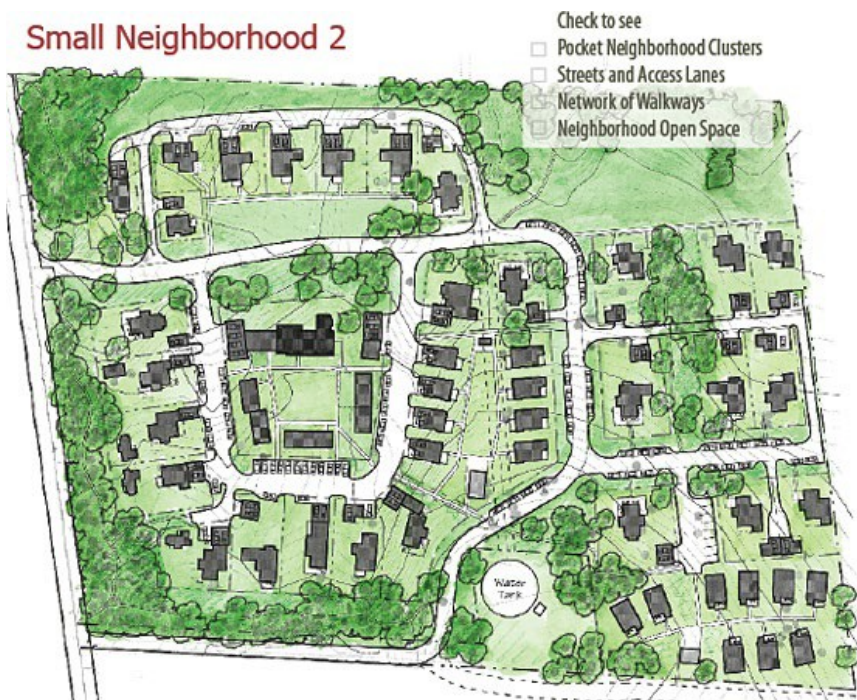 Small Neighborhood 2
Check to see
Pocket Neighborhood Clusters
Streets and Access Lanes
Network of Walkways
Neighborhood Open Space
Water
Tank